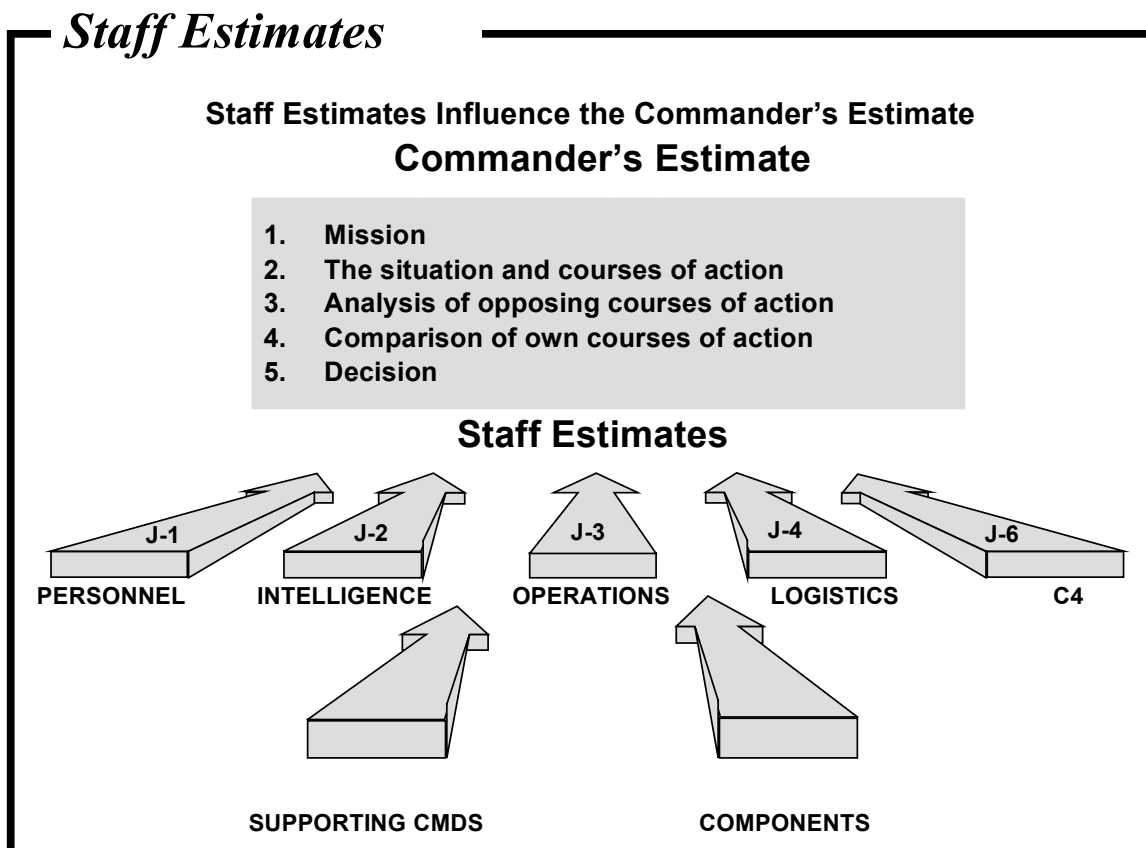 Staff Estimates
Staff Estimates Influence the Commander's Estimate
Commander's Estimate
1. Mission
2. The situation and courses of action
3. Analysis of opposing courses of action
4. Comparison of own courses of action
5. Decision
Staff Estimates
J-1 J-2 J-3 J-4 J-6
PERSONNEL INTELLIGENCE OPERATIONS LOGISTICS C4
SUPPORTING CMDS COMPONENTS